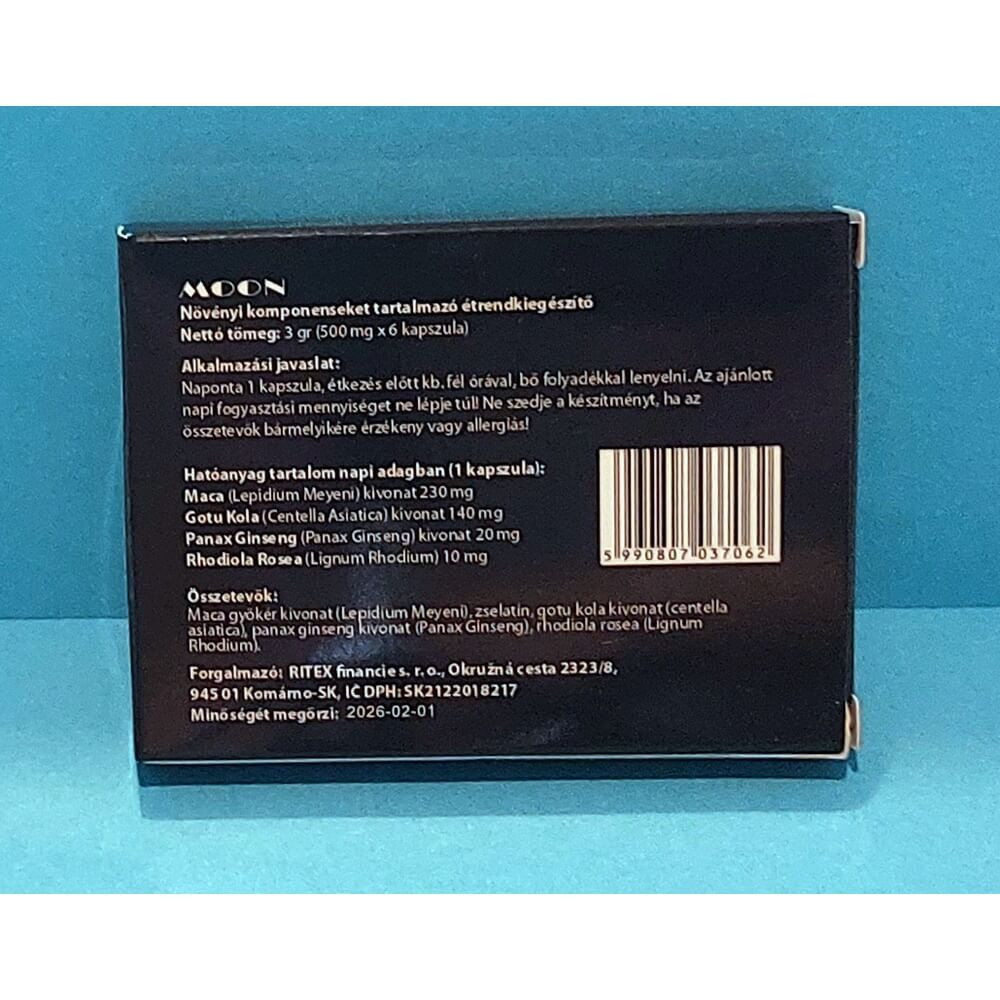 MOON
Növényi komponenseket tartalmazó étrendkiegészítő
Nettó tömeg: 3 gr (500 mg x 6 kapszula)
Alkalmazási javaslat:
Naponta 1 kapszula, étkezés előtt kb. fél órával, bő folyadékkal lenyelni. Az ajánlott
napi fogyasztási mennyiséget ne lépje túl! Ne szedje a készítményt, ha az
összetevők bármelyikére érzékeny vagy allergiás!
Hatóanyag tartalom napi adagban (1 kapszula):
Maca (Lepidium Meyeni) kivonat 230 mg
Gotu Kola (Centella Asiatica) kivonat 140 mg
Panax Ginseng (Panax Ginseng) kivonat 20 mg
Rhodiola Rosea (Lignum Rhodium) 10 mg
5 990807 037062
Összetevők:
Maca gyökér kivonat (Lepidium Meyeni), zselatin, gotu kola kivonat (centella
asiatica), panax ginseng kivonat (Panax Ginseng), rhodiola rosea (Lignum
Rhodium).
Forgalmazó: RITEX financie s. r. o., Okružná cesta 2323/8,
945 01 Komárno-SK, IČ DPH: SK2122018217
Minőségét megőrzi: 2026-02-01